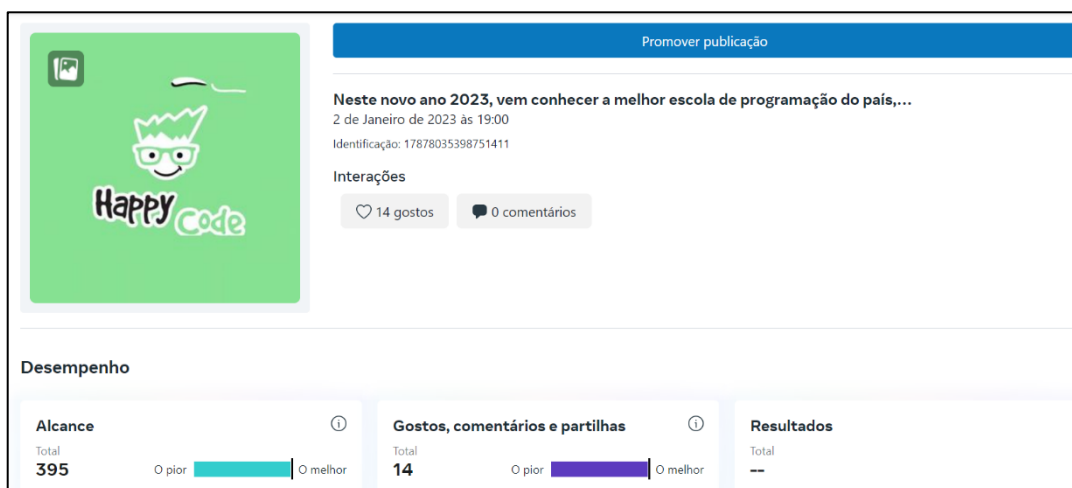 Promover publicação
Neste novo ano 2023, vem conhecer a melhor escola de programação do país,...
2 de Janeiro de 2023 às 19:00
Identificação: 17878035398751411
Interações
14 gostos
0 comentários
Happy Code
Desempenho
Alcance
Total
395
O pior
O melhor
Gostos, comentários e partilhas
Total
14
O pior
O melhor
Resultados
Total
--